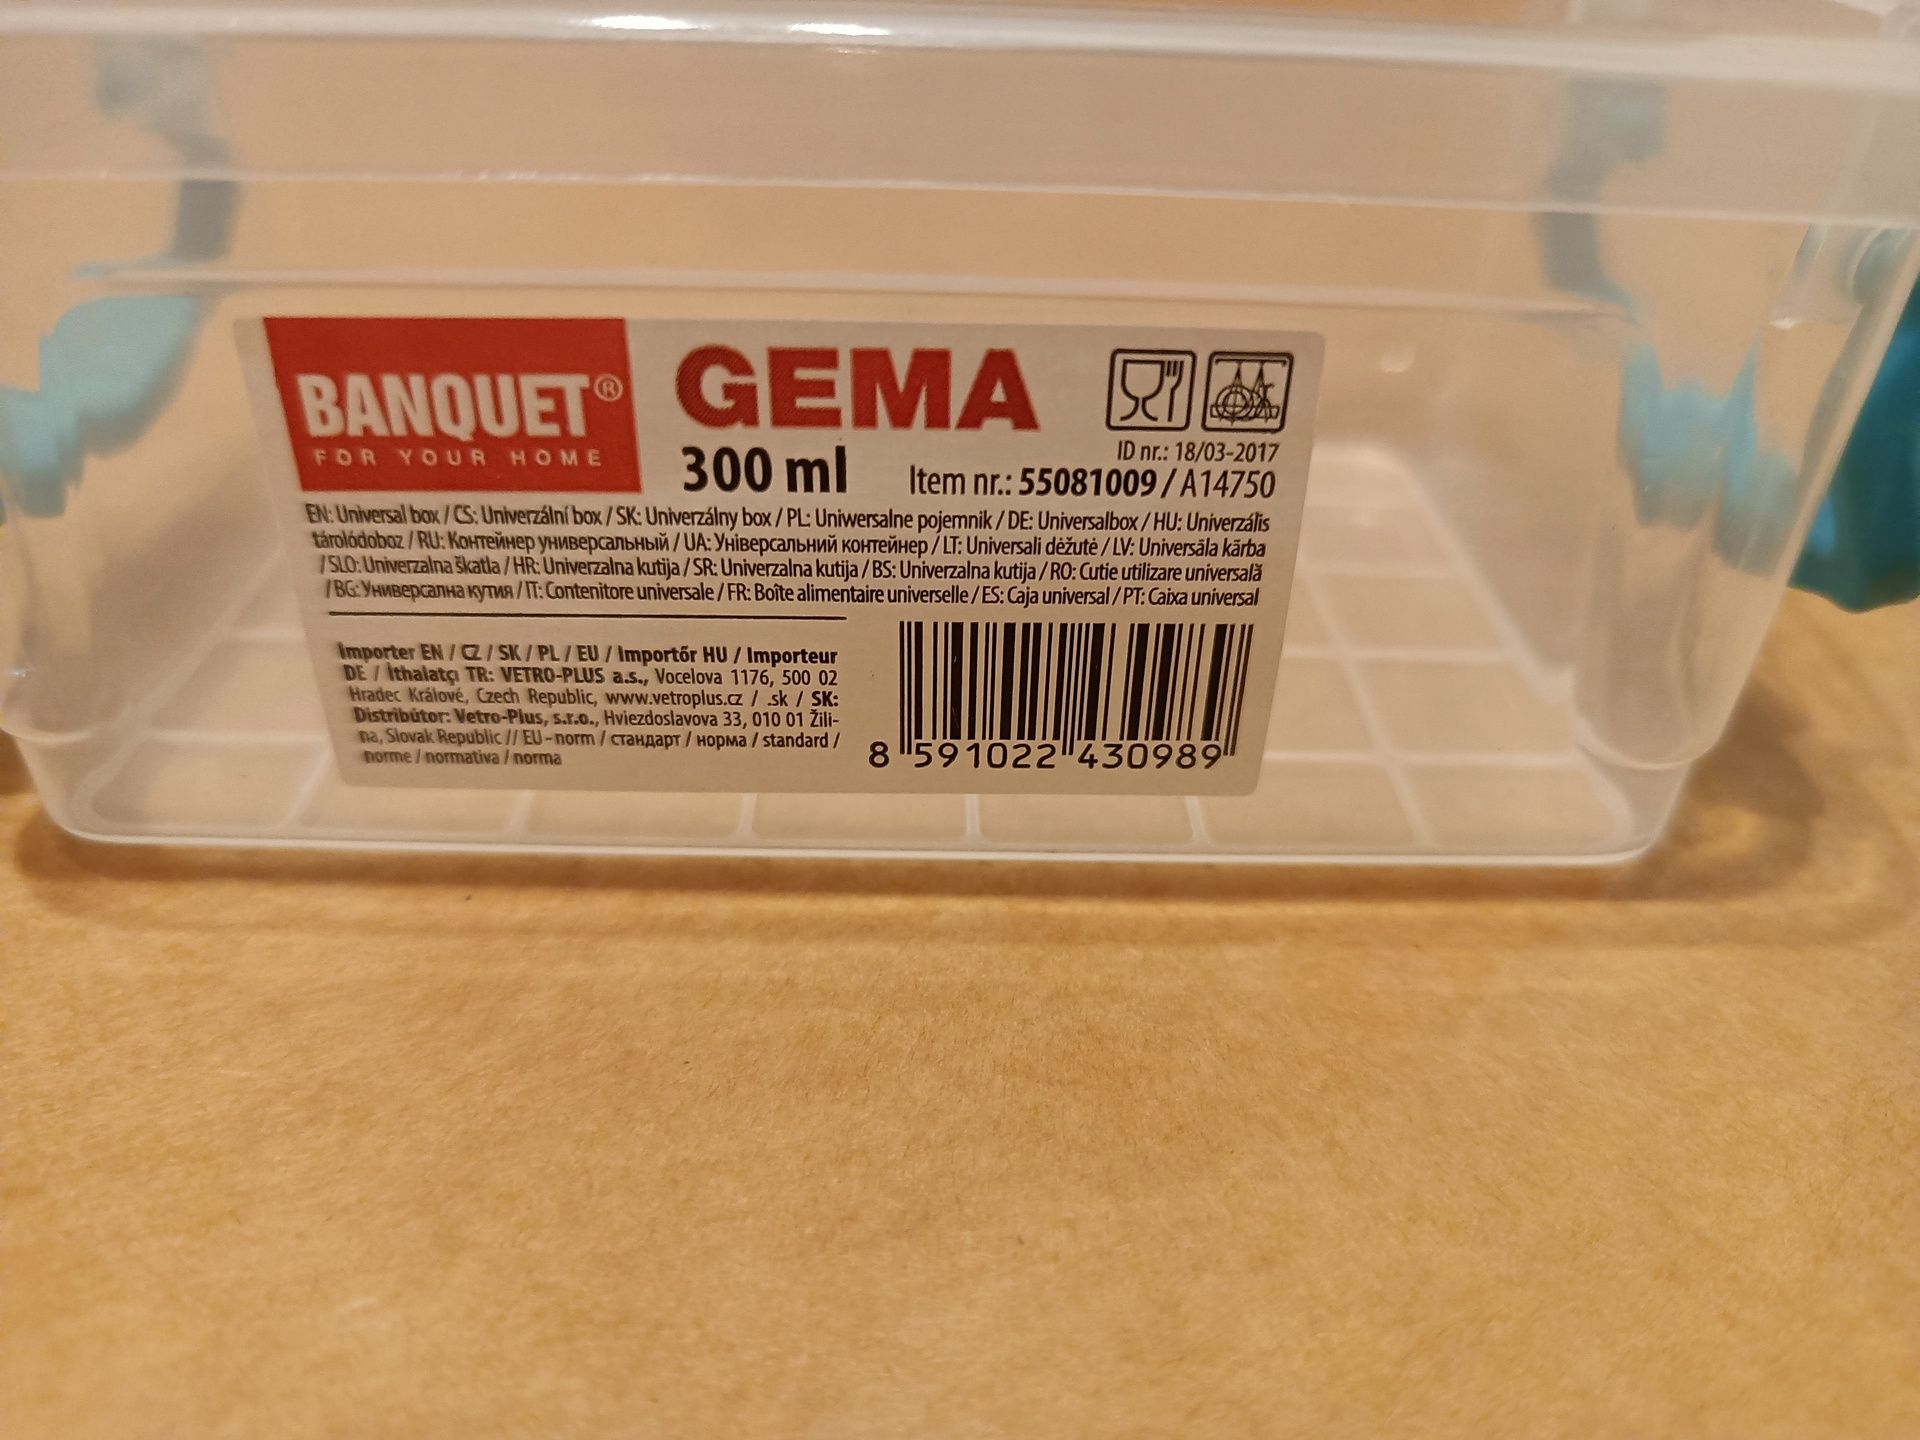 BANQUET®
FOR YOUR HOME
GEMA
300 ml
ID nr.: 18/03-2017
Item nr.: 55081009 / A14750
EN: Universal box / CS: Univerzální box / SK: Univerzálny box / PL: Uniwersalne pojemnik / DE: Universalbox / HU: Univerzális
tárolódoboz / RU: Контейнер универсальный / UA: Універсальний контейнер / LT: Universali dėžutė / LV: Universāla kārba
/ SLO: Univerzalna škatla / HR: Univerzalna kutija / SR: Univerzalna kutija / BS: Univerzalna kutija / RO: Cutie utilizare universală
/ BG: Универсална кутия / IT: Contenitore universale / FR: Boîte alimentaire universelle / ES: Caja universal / PT: Caixa universal
Importer EN / CZ / SK / PL / EU / Importőr HU / Importeur
DE / İthalatçı TR: VETRO-PLUS a.s., Vocelova 1176, 500 02
Hradec Králové, Czech Republic, www.vetroplus.cz / .sk / SK:
Distribútor: Vetro-Plus, s.r.o., Hviezdoslavova 33, 010 01 Žili-
na, Slovak Republic // EU-norm / стандарт / норма / standard /
norme / normativa / norma
8 591022 430989